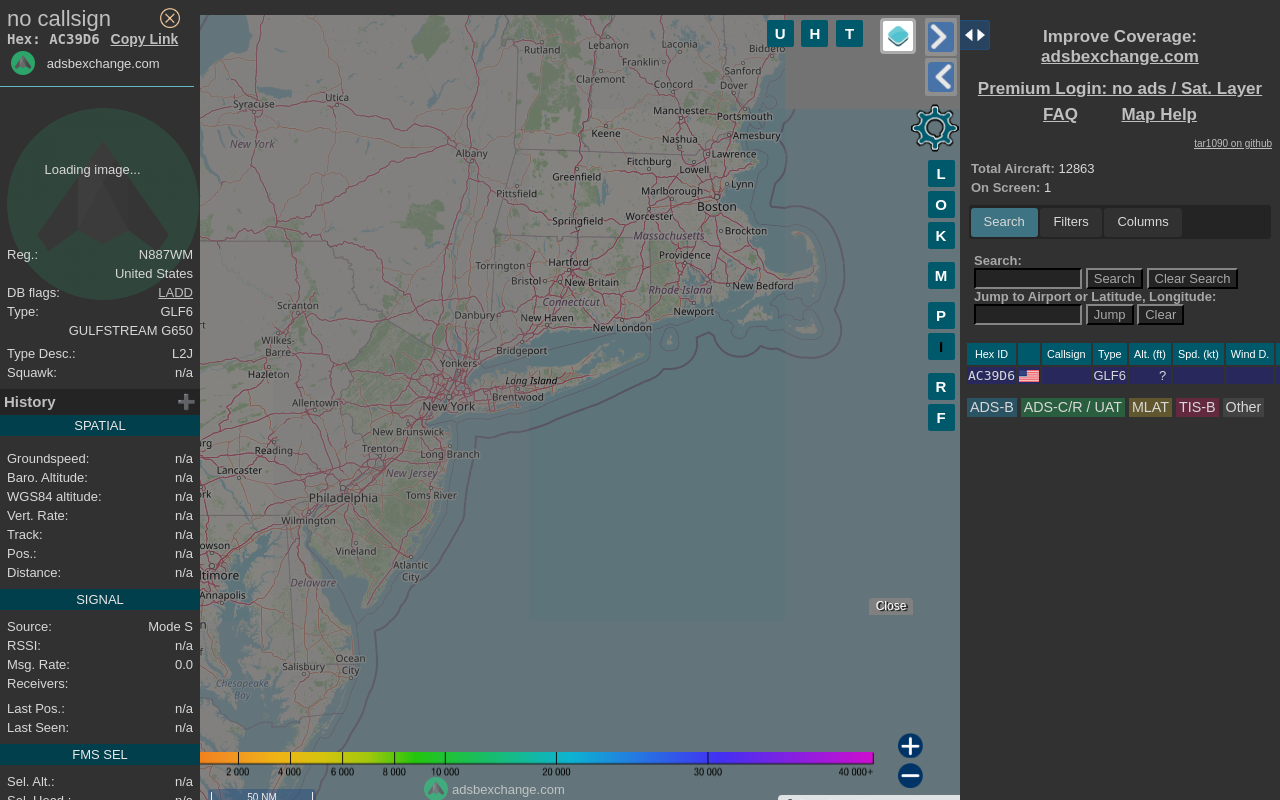 no callsign
Hex: AC39D6 Copy Link
adsbexchange.com
Loading image...
Reg.: N887WM
United States
DB flags: LADD
Type: GLF6
GULFSTREAM G650
Type Desc.: L2J
Squawk: n/a
History
SPATIAL
Groundspeed: n/a
Baro. Altitude: n/a
WGS84 altitude: n/a
Vert. Rate: n/a
Track: n/a
Pos.: n/a
Distance: n/a
SIGNAL
Source: Mode S
RSSI: n/a
Msg. Rate: 0.0
Receivers:
Last Pos.: n/a
Last Seen: n/a
FMS SEL
Sel. Alt.: n/a
Sel. Head.: n/a
U H T
Rutland
Lebanon
Laconia
Franklin
Claremont
Sanford
Concord
Dover
Syracuse
Utica
Manchester
Portsmouth
Keene
Amesbury
New York
Albany
Fitchburg
Lawrence
Lowell
Greenfield
Lynn
Pittsfield
Marlborough
Boston
Springfield
Worcester
Brockton
Massachusetts
Providence
Torrington
Hartford
Bristol
New Britain
New Bedford
Rhode Island
Connecticut
Newport
Scranton
Danbury
New Haven
New London
Wilkes-
Barre
Bridgeport
Yonkers
Hazleton
Long Island
Brentwood
Allentown
New York
New Brunswick
Reading
Trenton
Long Branch
Lancaster
New Jersey
Philadelphia
Toms River
Wilmington
Vineland
Atlantic
City
Delaware
Annapolis
Ocean
City
Salisbury
Chesapeake
Bay
L
O
K
M
P
I
R
F
Close
2 000 4 000 6 000 8 000 10 000 20 000 30 000 40 000+
adsbexchange.com
50 NM
Improve Coverage:
adsbexchange.com
Premium Login: no ads / Sat. Layer
FAQ Map Help
tar1090 on github
Total Aircraft: 12863
On Screen: 1
Search Filters Columns
Search:
Search Clear Search
Jump to Airport or Latitude, Longitude:
Jump Clear
Hex ID Callsign Type Alt. (ft) Spd. (kt) Wind D.
AC39D6 GLF6 ?
ADS-B ADS-C/R / UAT MLAT TIS-B Other